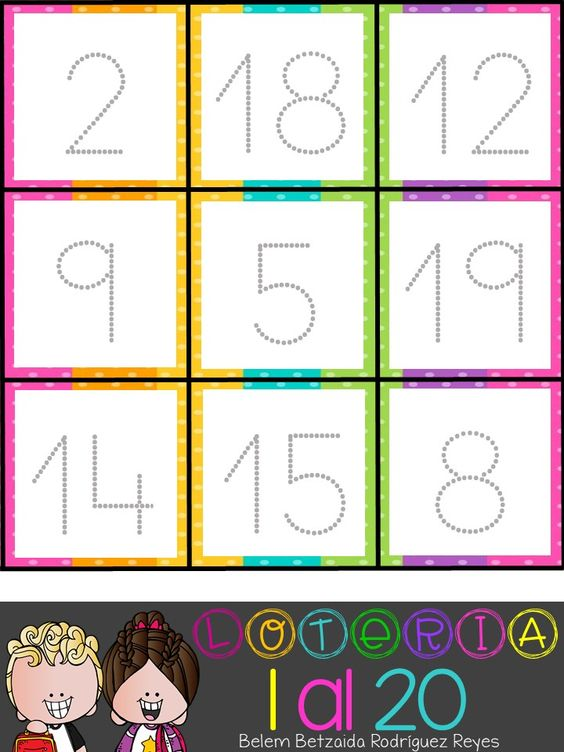 2 18 12
9 5 19
14 15 8
LOTERIA
1 al 20
Belem Betzaida Rodríguez Reyes